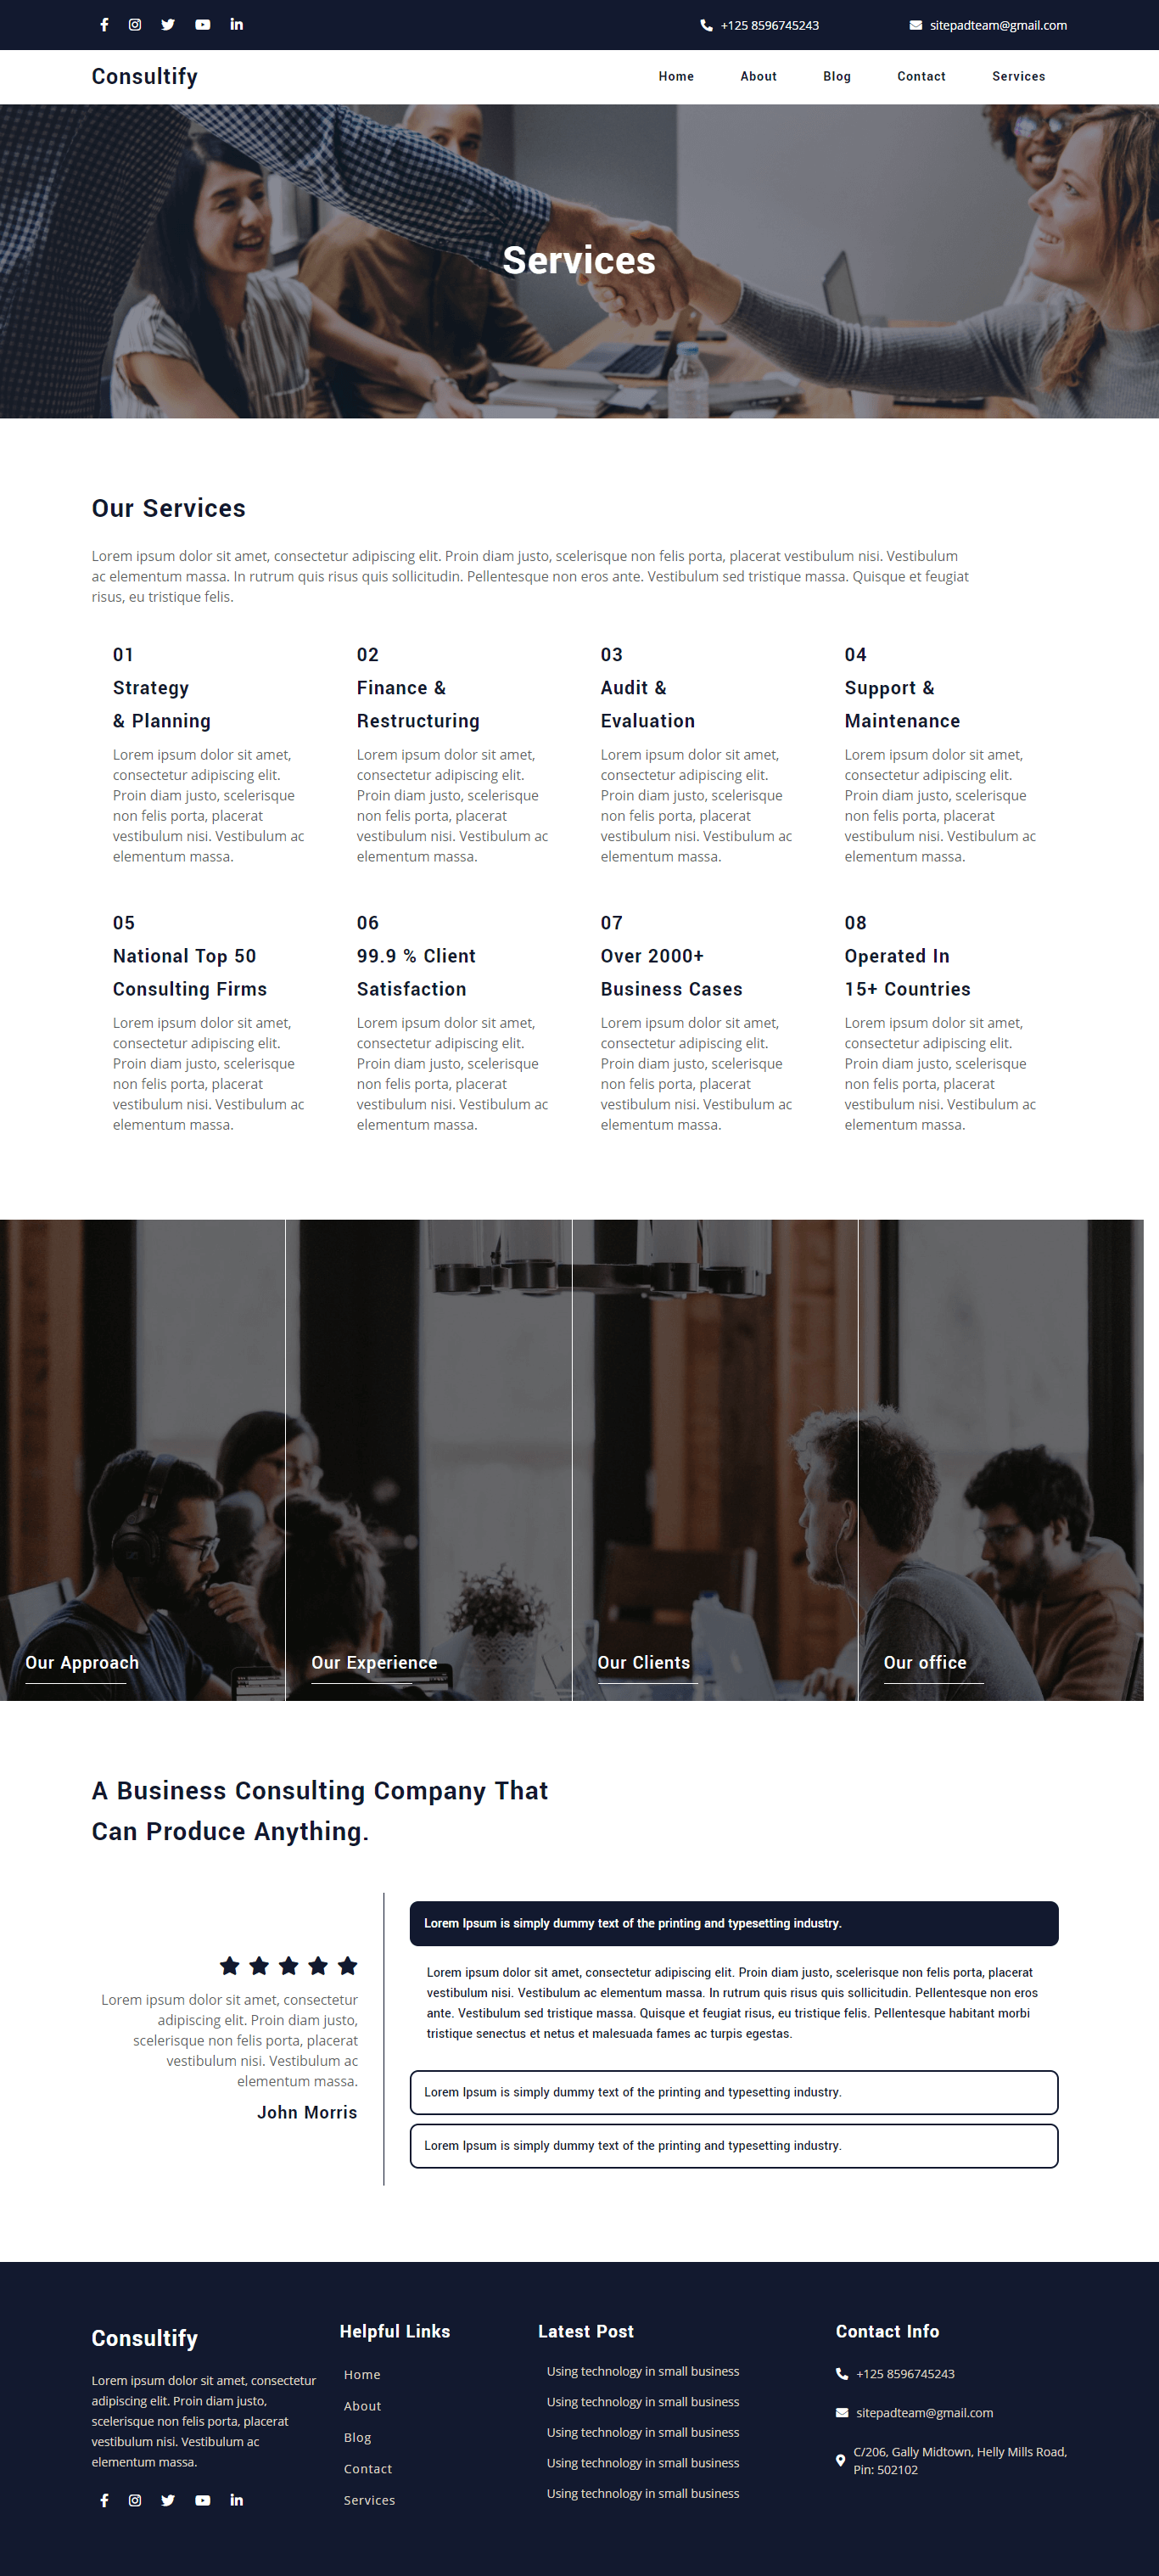 +125 8596745243
sitepadteam@gmail.com
Consultify
Home
About
Blog
Contact
Services
Services
Our Services
Lorem ipsum dolor sit amet, consectetur adipiscing elit. Proin diam justo, scelerisque non felis porta, placerat vestibulum nisi. Vestibulum
ac elementum massa. In rutrum quis risus quis sollicitudin. Pellentesque non eros ante. Vestibulum sed tristique massa. Quisque et feugiat
risus, eu tristique felis.
01
Strategy
& Planning
Lorem ipsum dolor sit amet,
consectetur adipiscing elit.
Proin diam justo, scelerisque
non felis porta, placerat
vestibulum nisi. Vestibulum ac
elementum massa.
02
Finance &
Restructuring
Lorem ipsum dolor sit amet,
consectetur adipiscing elit.
Proin diam justo, scelerisque
non felis porta, placerat
vestibulum nisi. Vestibulum ac
elementum massa.
03
Audit &
Evaluation
Lorem ipsum dolor sit amet,
consectetur adipiscing elit.
Proin diam justo, scelerisque
non felis porta, placerat
vestibulum nisi. Vestibulum ac
elementum massa.
04
Support &
Maintenance
Lorem ipsum dolor sit amet,
consectetur adipiscing elit.
Proin diam justo, scelerisque
non felis porta, placerat
vestibulum nisi. Vestibulum ac
elementum massa.
05
National Top 50
Consulting Firms
Lorem ipsum dolor sit amet,
consectetur adipiscing elit.
Proin diam justo, scelerisque
non felis porta, placerat
vestibulum nisi. Vestibulum ac
elementum massa.
06
99.9 % Client
Satisfaction
Lorem ipsum dolor sit amet,
consectetur adipiscing elit.
Proin diam justo, scelerisque
non felis porta, placerat
vestibulum nisi. Vestibulum ac
elementum massa.
07
Over 2000+
Business Cases
Lorem ipsum dolor sit amet,
consectetur adipiscing elit.
Proin diam justo, scelerisque
non felis porta, placerat
vestibulum nisi. Vestibulum ac
elementum massa.
08
Operated In
15+ Countries
Lorem ipsum dolor sit amet,
consectetur adipiscing elit.
Proin diam justo, scelerisque
non felis porta, placerat
vestibulum nisi. Vestibulum ac
elementum massa.
Our Approach
Our Experience
Our Clients
Our office
A Business Consulting Company That
Can Produce Anything.
Lorem ipsum dolor sit amet, consectetur
adipiscing elit. Proin diam justo,
scelerisque non felis porta, placerat
vestibulum nisi. Vestibulum ac
elementum massa.
John Morris
Lorem Ipsum is simply dummy text of the printing and typesetting industry.
Lorem ipsum dolor sit amet, consectetur adipiscing elit. Proin diam justo, scelerisque non felis porta, placerat
vestibulum nisi. Vestibulum ac elementum massa. In rutrum quis risus quis sollicitudin. Pellentesque non eros
ante. Vestibulum sed tristique massa. Quisque et feugiat risus, eu tristique felis. Pellentesque habitant morbi
tristique senectus et netus et malesuada fames ac turpis egestas.
Lorem Ipsum is simply dummy text of the printing and typesetting industry.
Lorem Ipsum is simply dummy text of the printing and typesetting industry.
Consultify
Lorem ipsum dolor sit amet, consectetur
adipiscing elit. Proin diam justo,
scelerisque non felis porta, placerat
vestibulum nisi. Vestibulum ac
elementum massa.
Helpful Links
Home
About
Blog
Contact
Services
Latest Post
Using technology in small business
Using technology in small business
Using technology in small business
Using technology in small business
Using technology in small business
Contact Info
+125 8596745243
sitepadteam@gmail.com
C/206, Gally Midtown, Helly Mills Road,
Pin: 502102